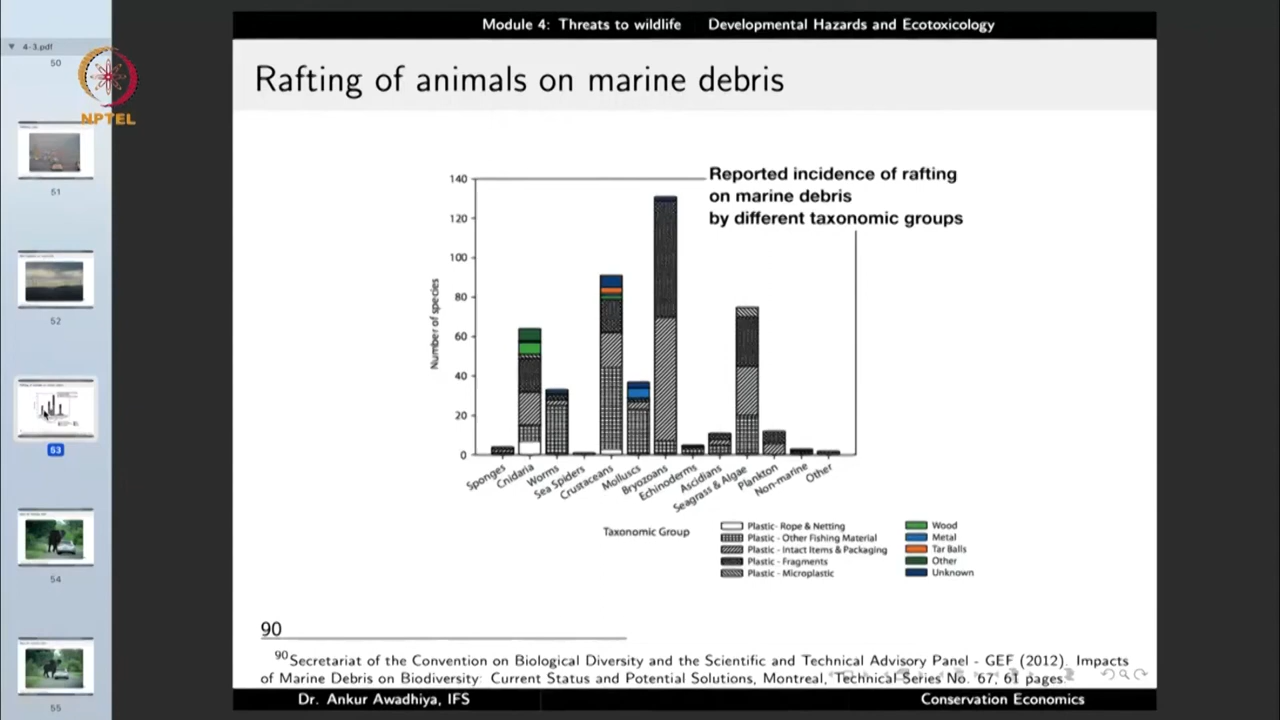 Module 4: Threats to wildlife Developmental Hazards and Ecotoxicology
4-3.pdf
50
NPTEL
51
52
53
54
55
Rafting of animals on marine debris
Reported incidence of rafting
on marine debris
by different taxonomic groups
140
120
100
80
60
40
20
0
Number of species
Sponges
Cnidaria
Worms
Sea Spiders
Crustaceans
Molluscs
Bryozoans
Echinoderms
Ascidians
Seagrass & Algae
Plankton
Non-marine
Other
Taxonomic Group
Plastic- Rope & Netting
Plastic - Other Fishing Material
Plastic - Intact Items & Packaging
Plastic - Fragments
Plastic - Microplastic
Wood
Metal
Tar Balls
Other
Unknown
90
90 Secretariat of the Convention on Biological Diversity and the Scientific and Technical Advisory Panel - GEF (2012). Impacts
of Marine Debris on Biodiversity: Current Status and Potential Solutions, Montreal, Technical Series No. 67, 61 pages.
Dr. Ankur Awadhiya, IFS Conservation Economics